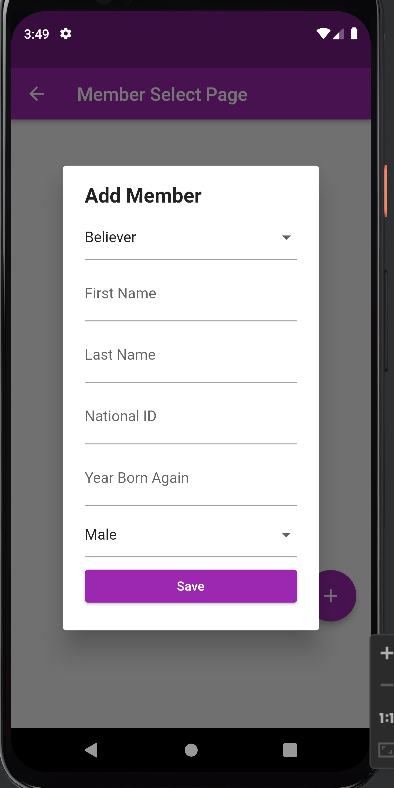 3:49
Member Select Page
Add Member
Believer
First Name
Last Name
National ID
Year Born Again
Male
Save
+
+
1:1